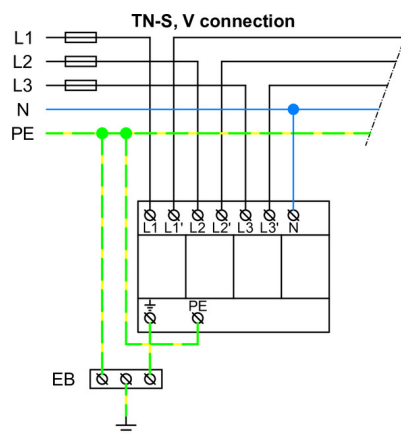 TN-S, V connection
L1
L2
L3
N
PE
L1 L1' L2 L2' L3 L3' N
PE
EB